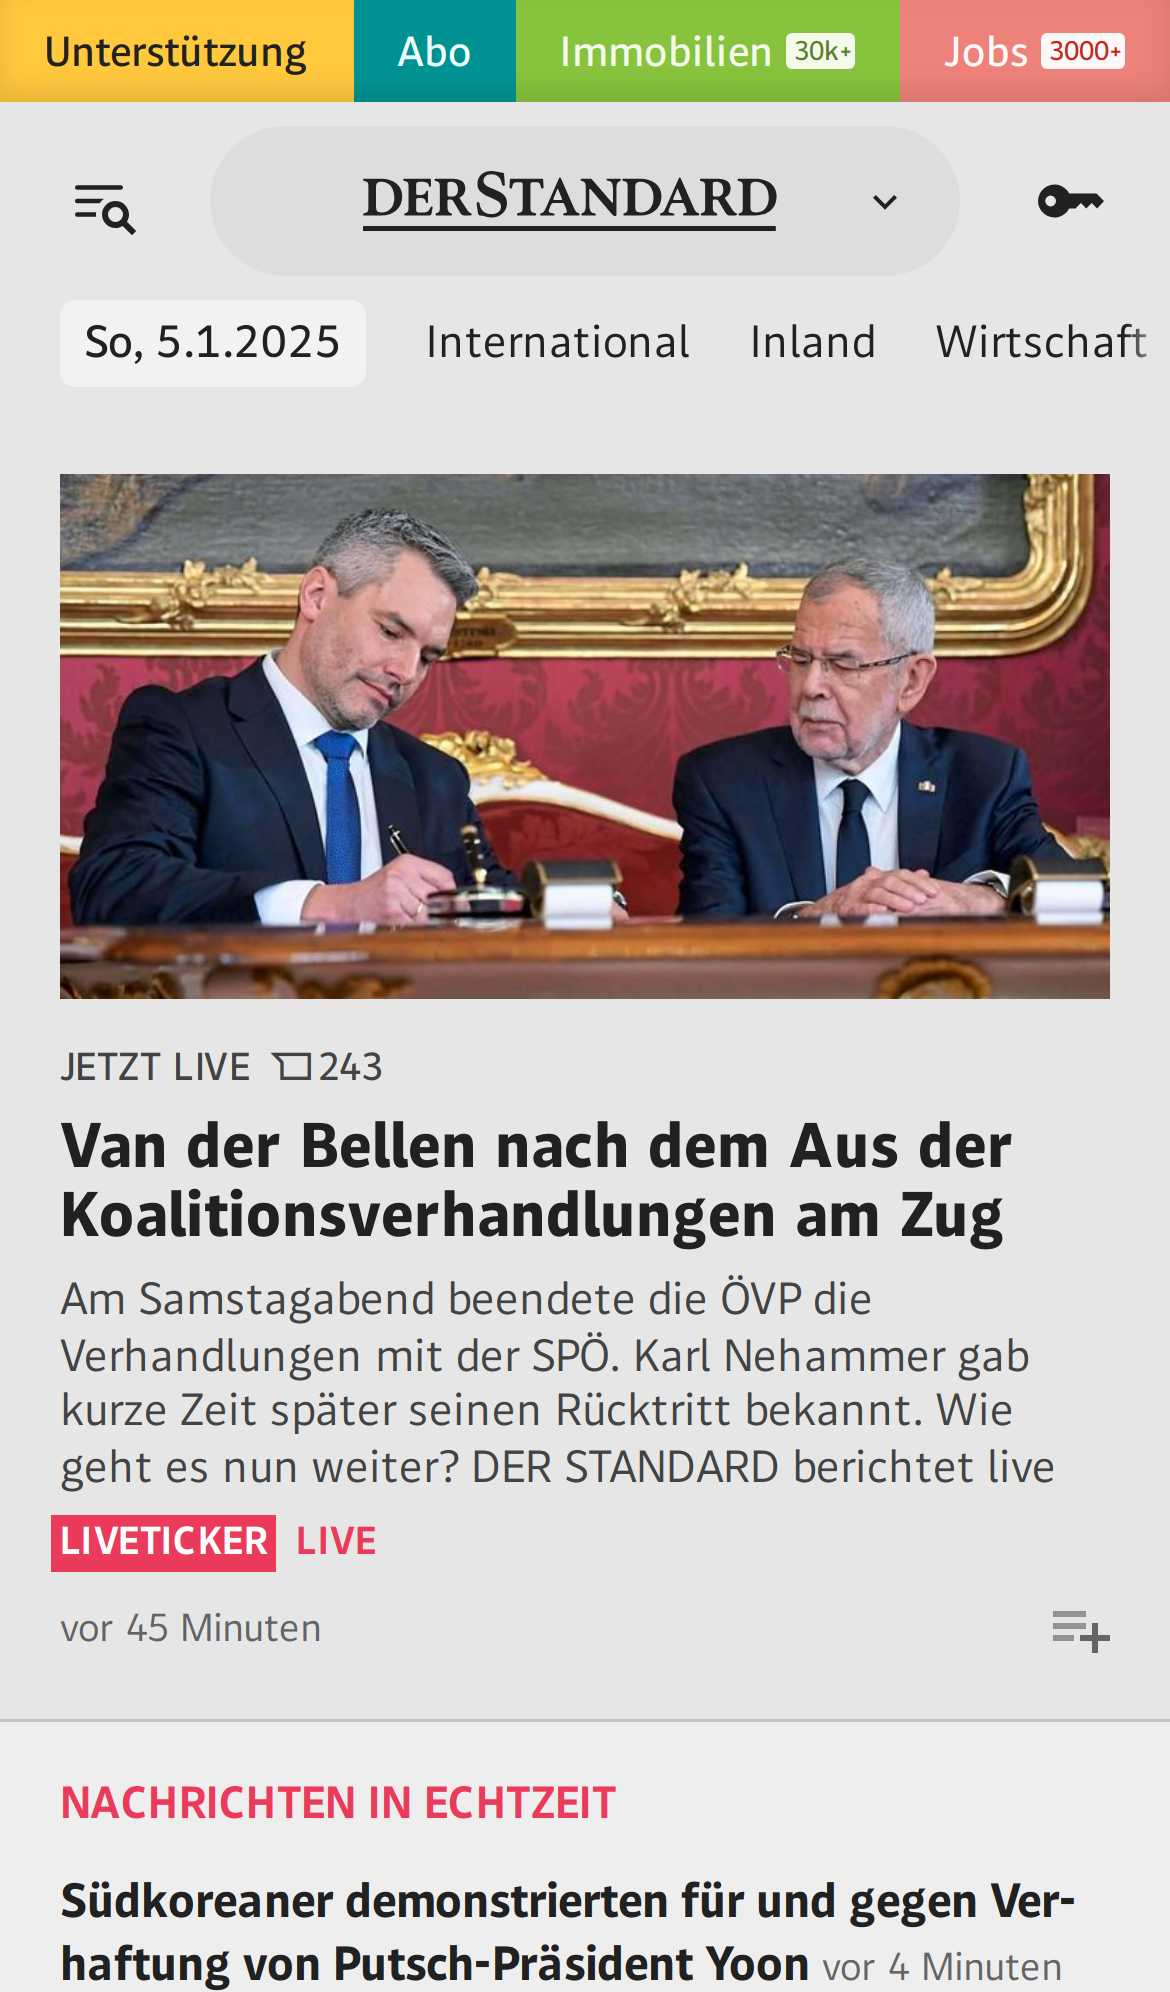 Unterstützung Abo Immobilien 30k+ Jobs 3000+
DERSTANDARD
So, 5.1.2025 International Inland Wirtschaft
JETZT LIVE 243
Van der Bellen nach dem Aus der
Koalitionsverhandlungen am Zug
Am Samstagabend beendete die ÖVP die
Verhandlungen mit der SPÖ. Karl Nehammer gab
kurze Zeit später seinen Rücktritt bekannt. Wie
geht es nun weiter? DER STANDARD berichtet live
LIVETICKER LIVE
vor 45 Minuten
NACHRICHTEN IN ECHTZEIT
Südkoreaner demonstrierten für und gegen Ver-
haftung von Putsch-Präsident Yoon vor 4 Minuten